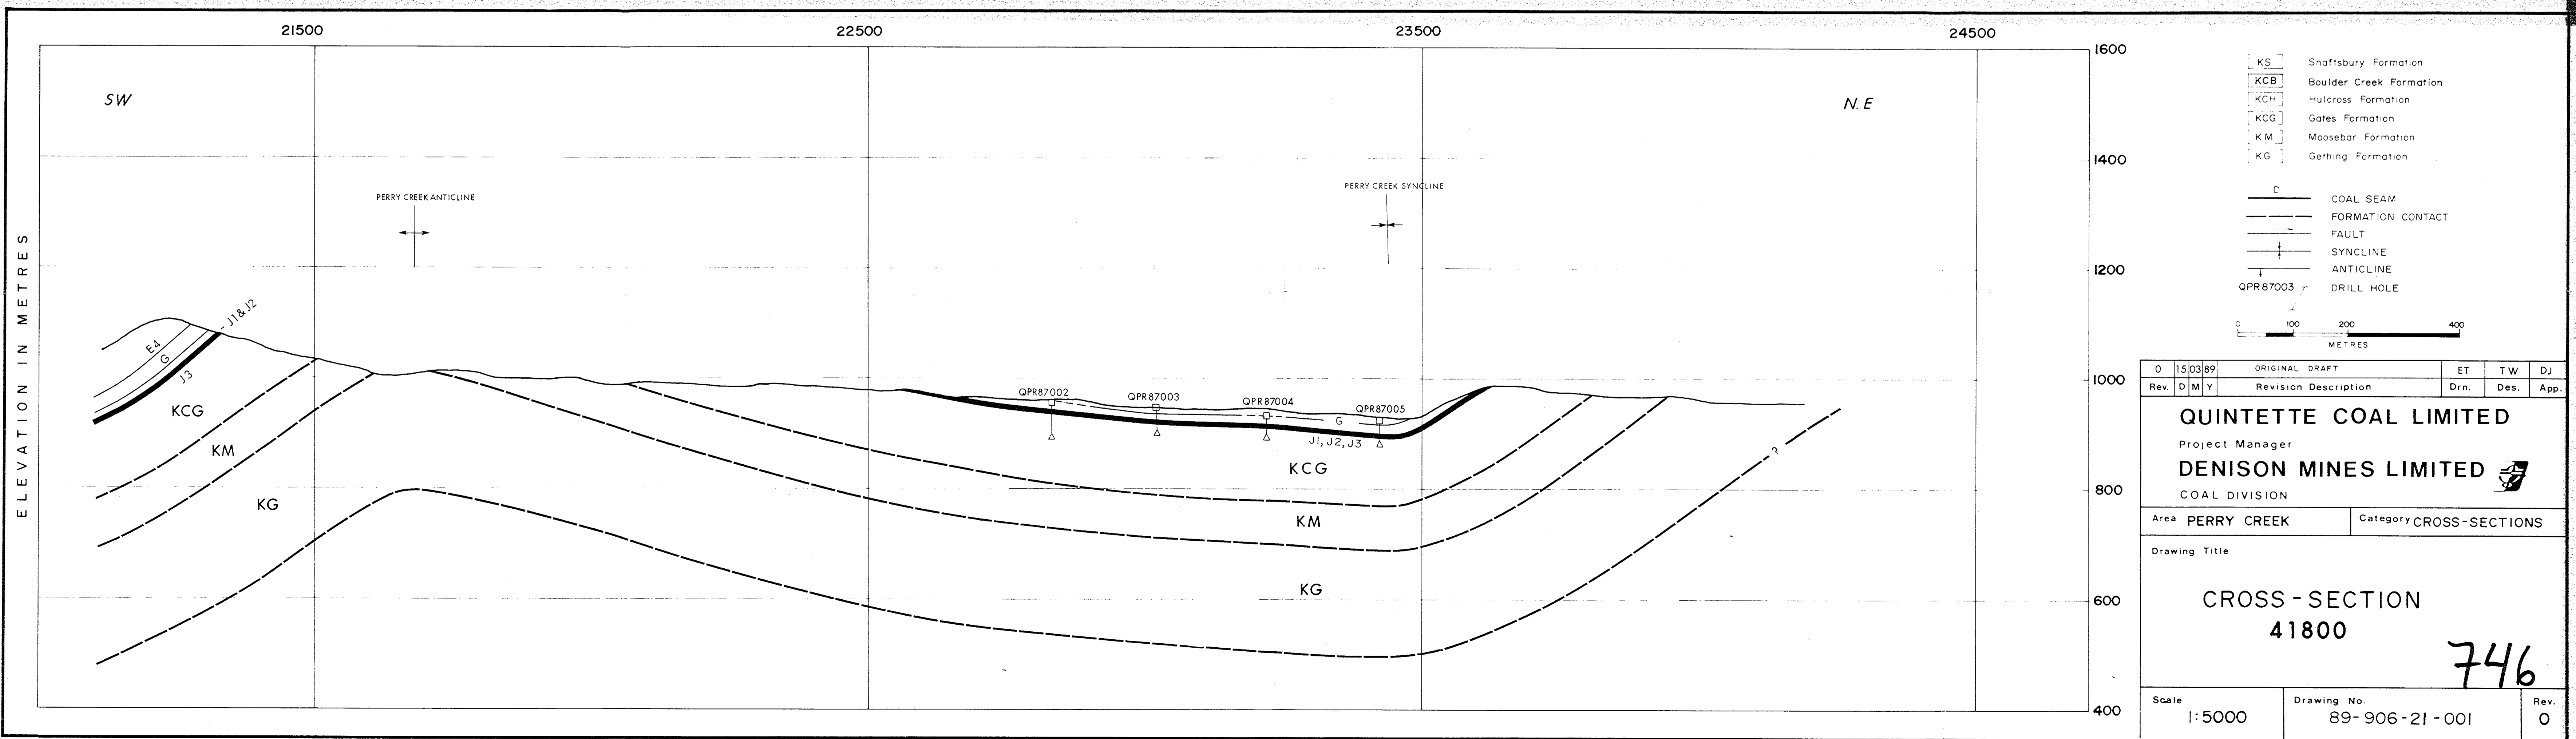 21500 22500 23500 24500
SW
N.E
1600
1400
1200
1000
800
600
400
ELEVATION IN METRES
PERRY CREEK ANTICLINE
PERRY CREEK SYNCLINE
J1&J2
E4
G
J3
KCG
KM
KG
QPR87002
QPR87003
QPR87004
QPR87005
G
J1, J2, J3
KCG
KM
KG
?
KS Shaftsbury Formation
KCB Boulder Creek Formation
KCH Hulcross Formation
KCG Gates Formation
KM Moosebar Formation
KG Gething Formation
D
COAL SEAM
FORMATION CONTACT
FAULT
SYNCLINE
ANTICLINE
QPR87003 DRILL HOLE
0 100 200 400
METRES
0 15 03 89 ORIGINAL DRAFT ET TW DJ
Rev. D M Y Revision Description Drn. Des. App.
QUINTETTE COAL LIMITED
Project Manager
DENISON MINES LIMITED
COAL DIVISION
Area PERRY CREEK Category CROSS-SECTIONS
Drawing Title
CROSS-SECTION
41800
746
Scale Drawing No. Rev.
1:5000 89-906-21-001 0